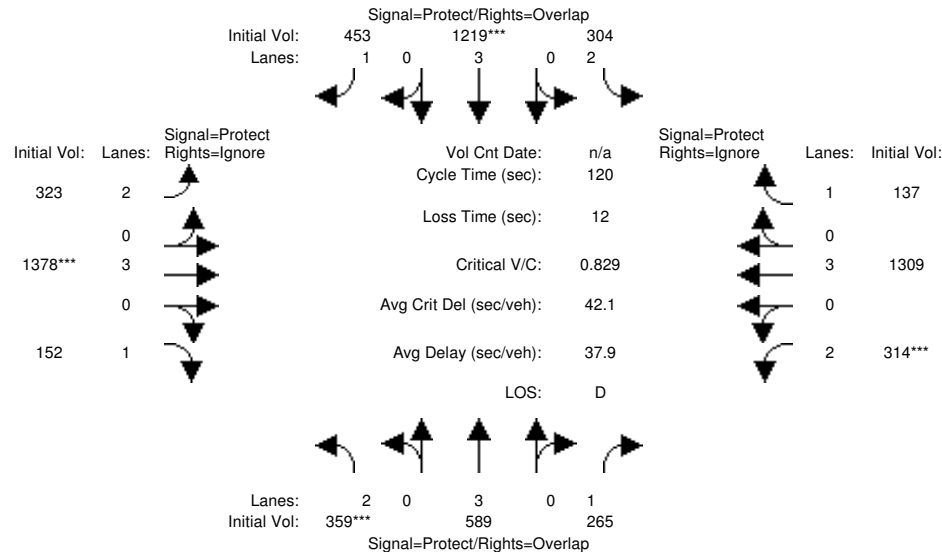 Signal=Protect/Rights=Overlap
Initial Vol: 453 1219*** 304
Lanes: 1 0 3 0 2
Signal=Protect Signal=Protect
Initial Vol: Lanes: Rights=Ignore Vol Cnt Date: n/a Rights=Ignore Lanes: Initial Vol:
Cycle Time (sec): 120
323 2 1 137
Loss Time (sec): 12
0 0
1378*** 3 Critical V/C: 0.829 3 1309
0 Avg Crit Del (sec/veh): 42.1 0
152 1 Avg Delay (sec/veh): 37.9 2 314***
LOS: D
Lanes: 2 0 3 0 1
Initial Vol: 359*** 589 265
Signal=Protect/Rights=Overlap